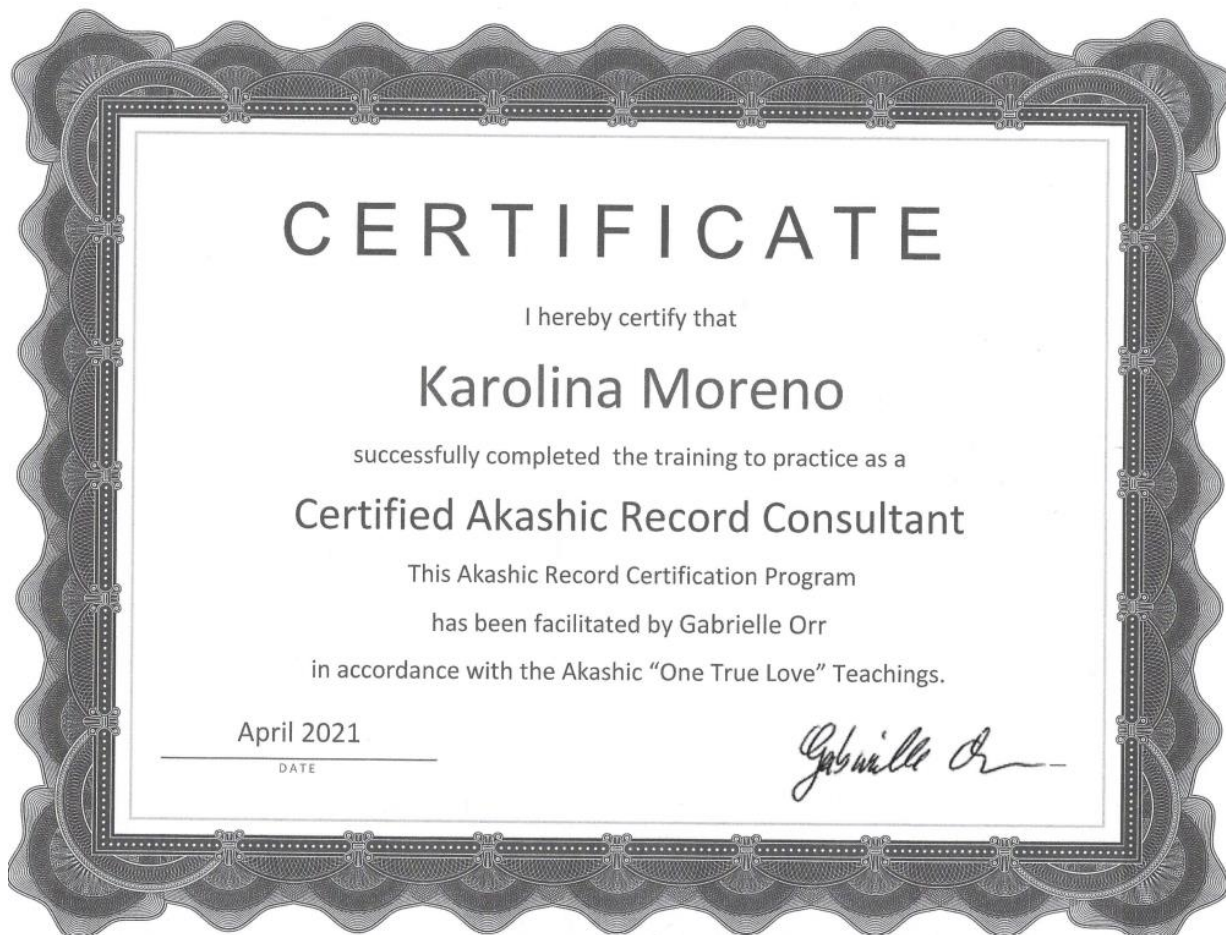 CERTIFICATE
I hereby certify that
Karolina Moreno
successfully completed the training to practice as a
Certified Akashic Record Consultant
This Akashic Record Certification Program
has been facilitated by Gabrielle Orr
in accordance with the Akashic “One True Love” Teachings.
April 2021
DATE
Gabrielle Orr